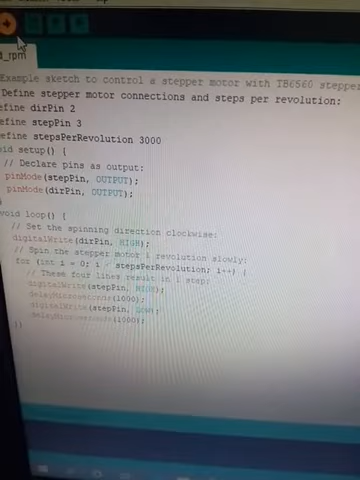 d_rpm
Example sketch to control a stepper motor with TB6560 stepper
Define stepper motor connections and steps per revolution:
efine dirPin 2
efine stepPin 3
efine stepsPerRevolution 3000
oid setup() {
// Declare pins as output:
pinMode(stepPin, OUTPUT);
pinMode(dirPin, OUTPUT);
}
void loop() {
// Set the spinning direction clockwise:
digitalWrite(dirPin, HIGH);
// Spin the stepper motor 1 revolution slowly:
for (int i = 0; i < stepsPerRevolution; i++) {
// These four lines result in 1 step:
digitalWrite(stepPin, HIGH);
delayMicroseconds(1000);
digitalWrite(stepPin, LOW);
delayMicroseconds(1000);
}}